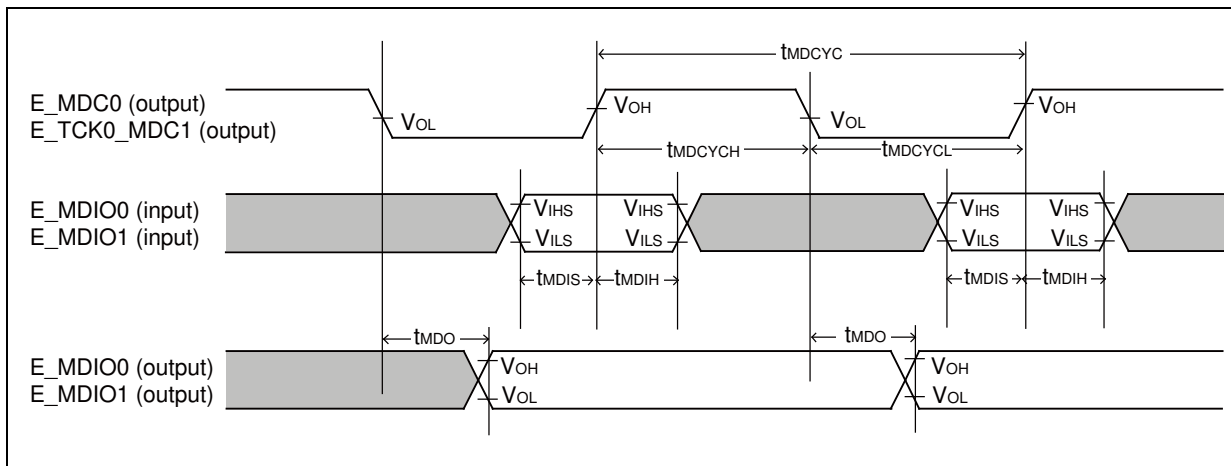 tMDCYC
E_MDC0 (output)
E_TCK0_MDC1 (output)
VOL
VOH
VOL
VOH
tMDCYCH
tMDCYCL
E_MDIO0 (input)
E_MDIO1 (input)
VIHS
VIHS
VIHS
VIHS
VILS
VILS
VILS
VILS
tMDIS
tMDIH
tMDIS
tMDIH
tMDO
tMDO
E_MDIO0 (output)
E_MDIO1 (output)
VOH
VOH
VOL
VOL